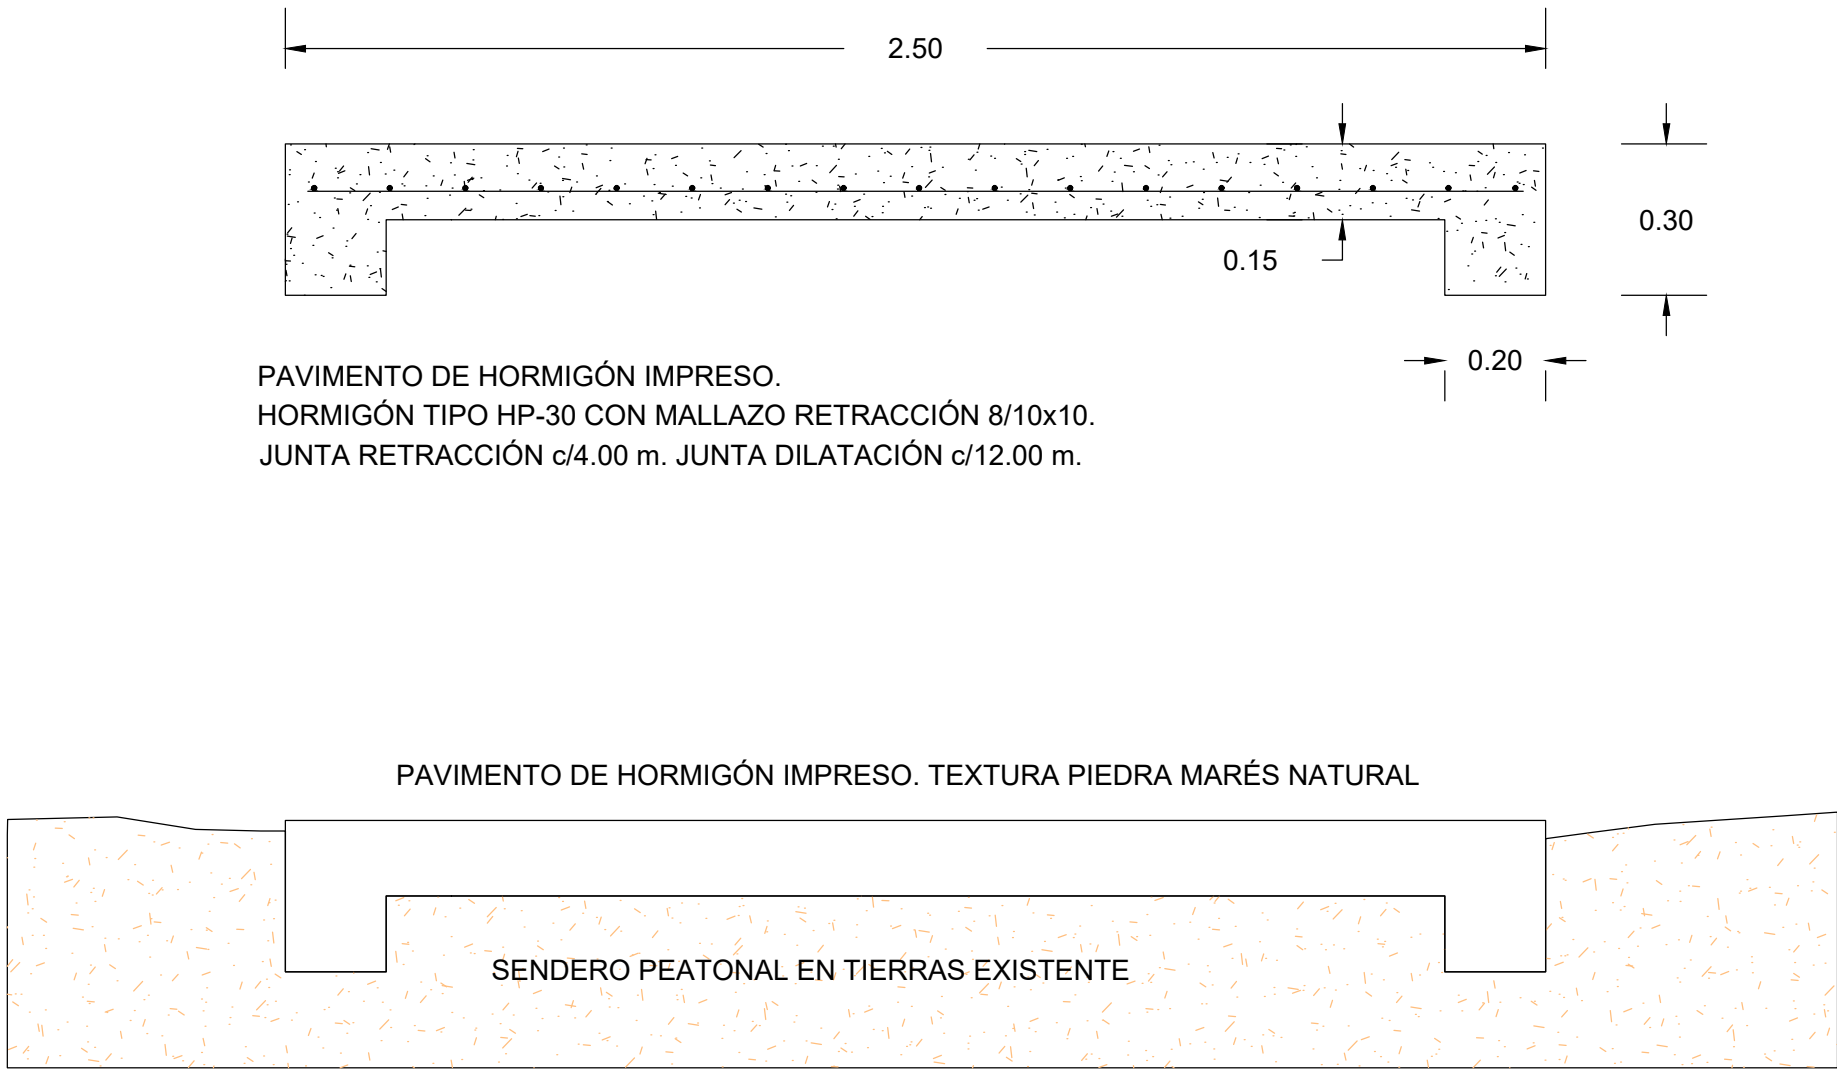 2.50
0.30
0.15
0.20
PAVIMENTO DE HORMIGÓN IMPRESO.
HORMIGÓN TIPO HP-30 CON MALLAZO RETRACCIÓN 8/10x10.
JUNTA RETRACCIÓN c/4.00 m. JUNTA DILATACIÓN c/12.00 m.
PAVIMENTO DE HORMIGÓN IMPRESO. TEXTURA PIEDRA MARÉS NATURAL
SENDERO PEATONAL EN TIERRAS EXISTENTE